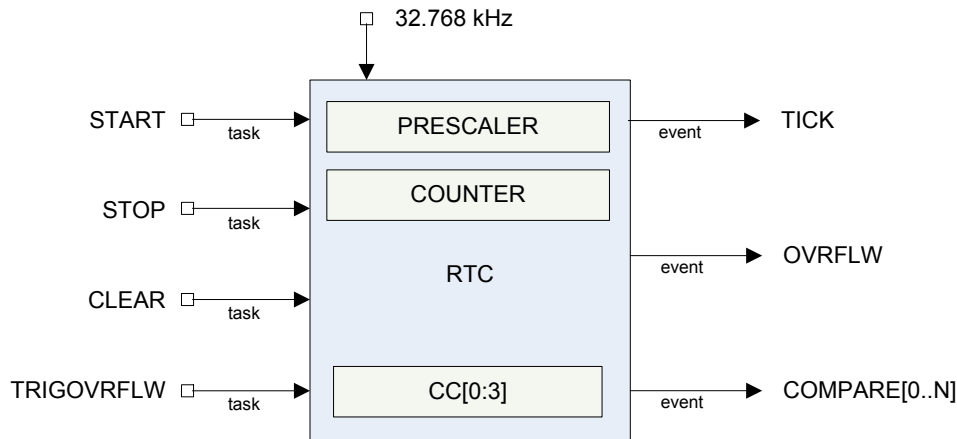 32.768 kHz
START task PRESCALER event TICK
STOP task COUNTER
RTC event OVRFLW
CLEAR task
TRIGOVRFLW task CC[0:3] event COMPARE[0..N]